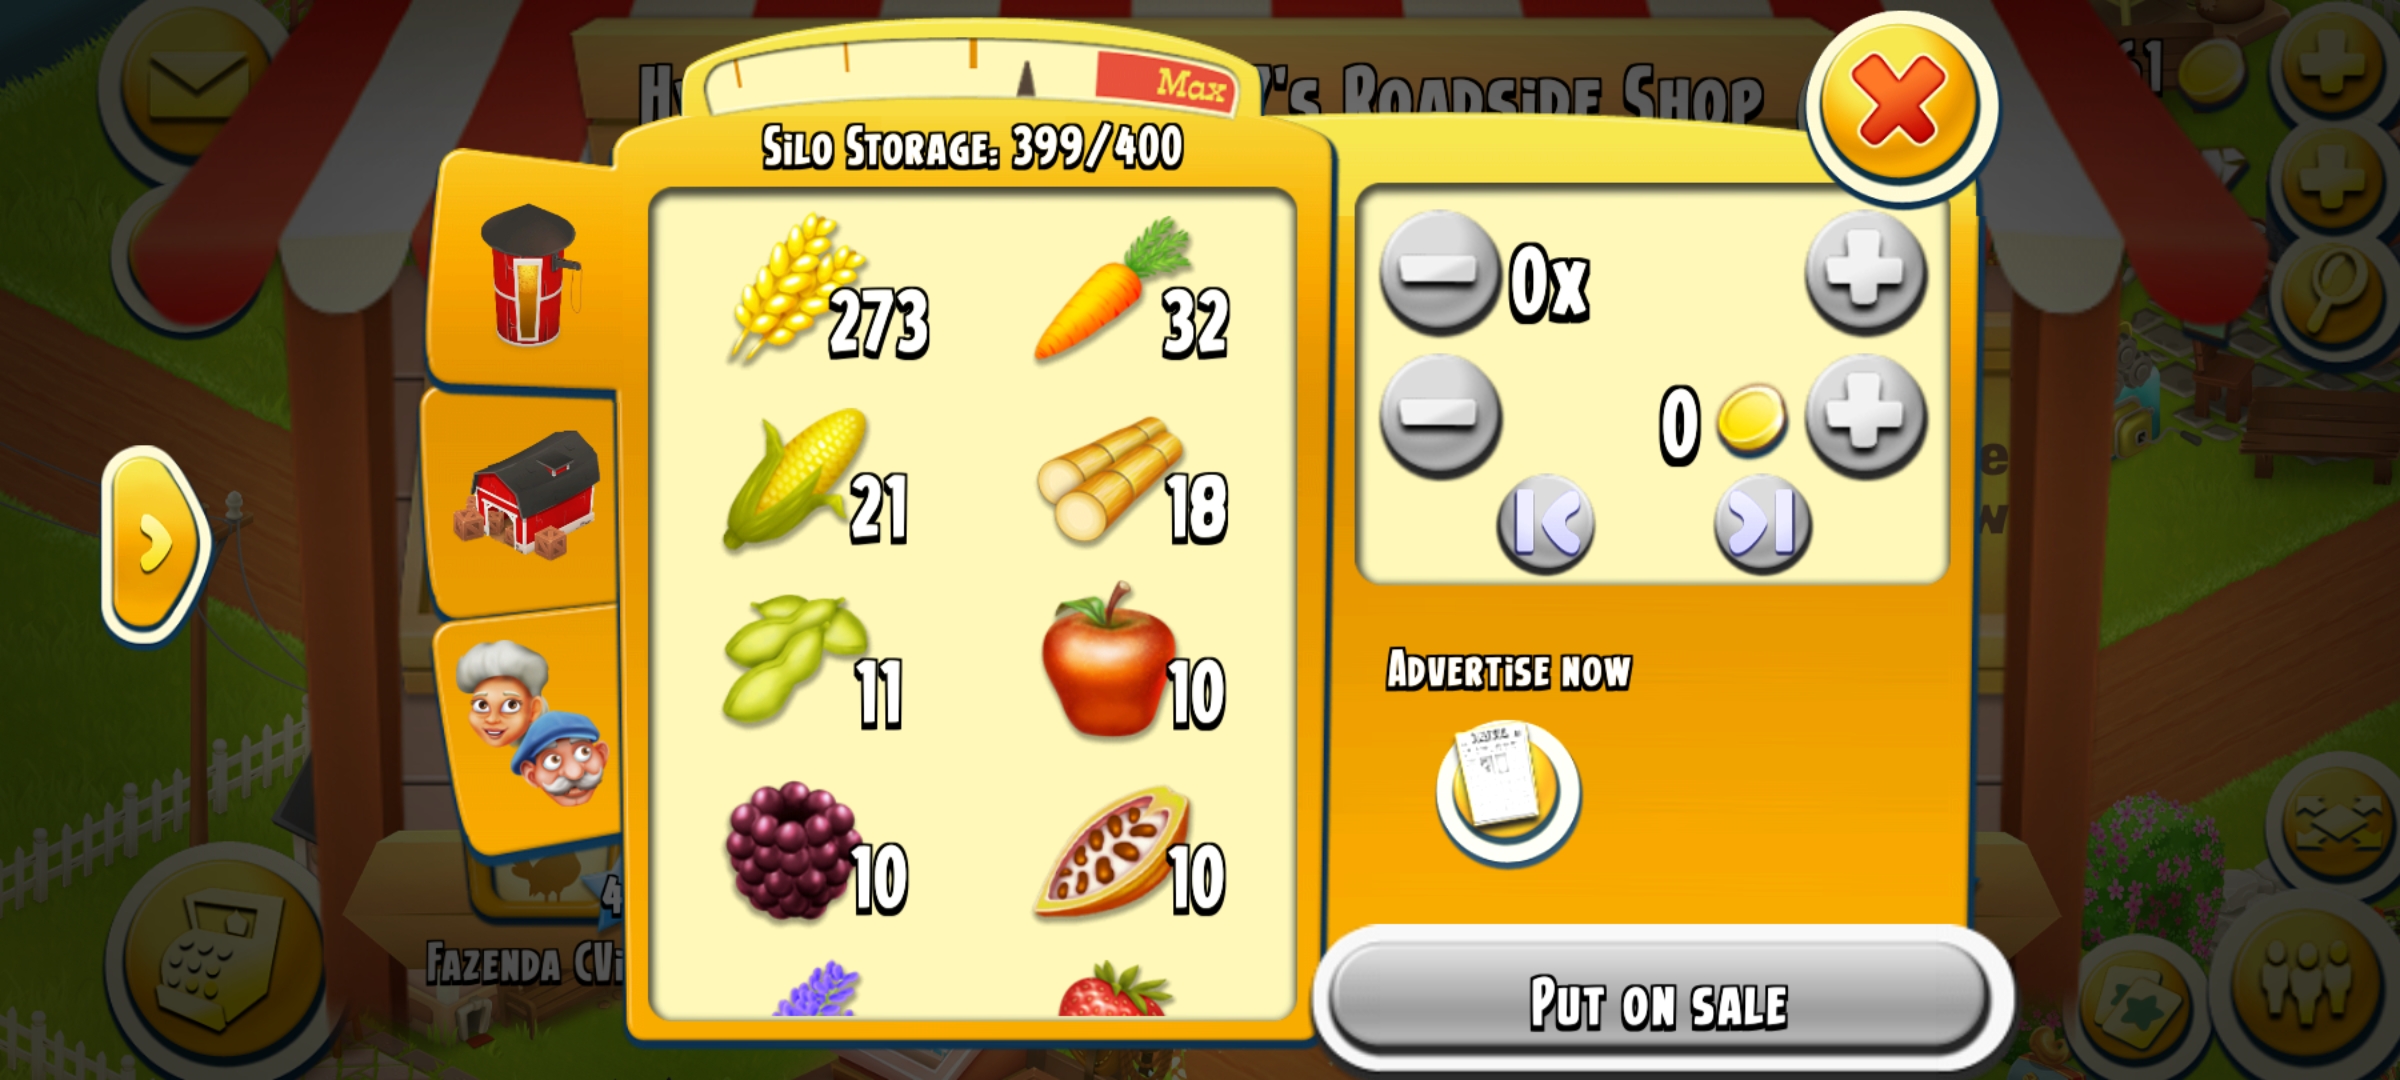 's Roadside Shop
Max
Silo Storage: 399/400
273
32
21
18
11
10
10
10
0x
0
Advertise now
Put on sale
Fazenda